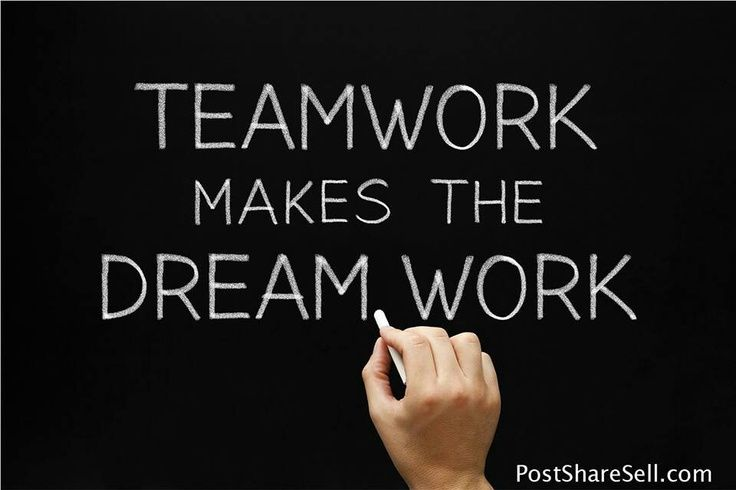 TEAMWORK
MAKES THE
DREAM WORK
PostShareSell.com